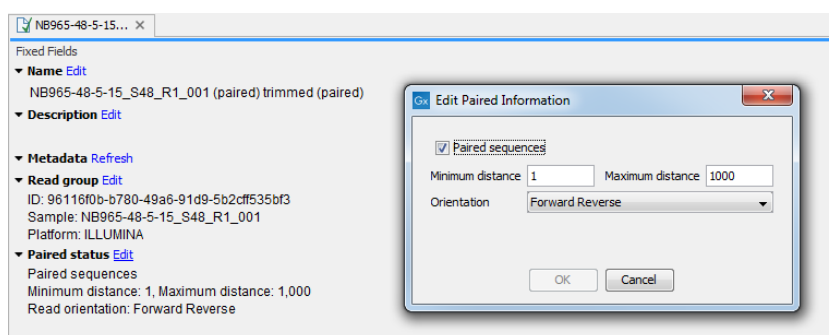 NB965-48-5-15...
Fixed Fields
Name Edit
NB965-48-5-15_S48_R1_001 (paired) trimmed (paired)
Description Edit
Metadata Refresh
Read group Edit
ID: 96116f0b-b780-49a6-91d9-5b2cff535bf3
Sample: NB965-48-5-15_S48_R1_001
Platform: ILLUMINA
Paired status Edit
Paired sequences
Minimum distance: 1, Maximum distance: 1,000
Read orientation: Forward Reverse
Gx Edit Paired Information
Paired sequences
Minimum distance 1 Maximum distance 1000
Orientation Forward Reverse
OK Cancel